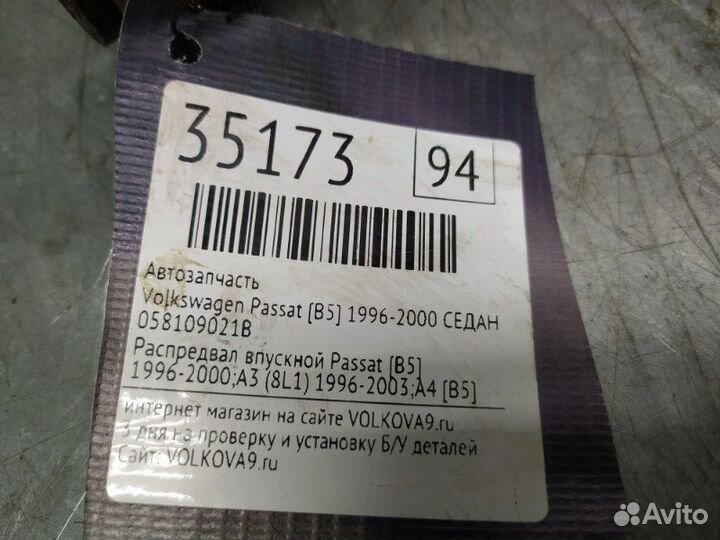 35173
94
Автозапчасть
Volkswagen Passat [B5] 1996-2000 СЕДАН
058109021B
Распредвал впускной Passat [B5]
1996-2000;A3 (8L1) 1996-2003;A4 [B5]
интернет магазин на сайте VOLKOVA9.ru
3 дня на проверку и установку Б/У деталей
Сайт: VOLKOVA9.ru
Avito